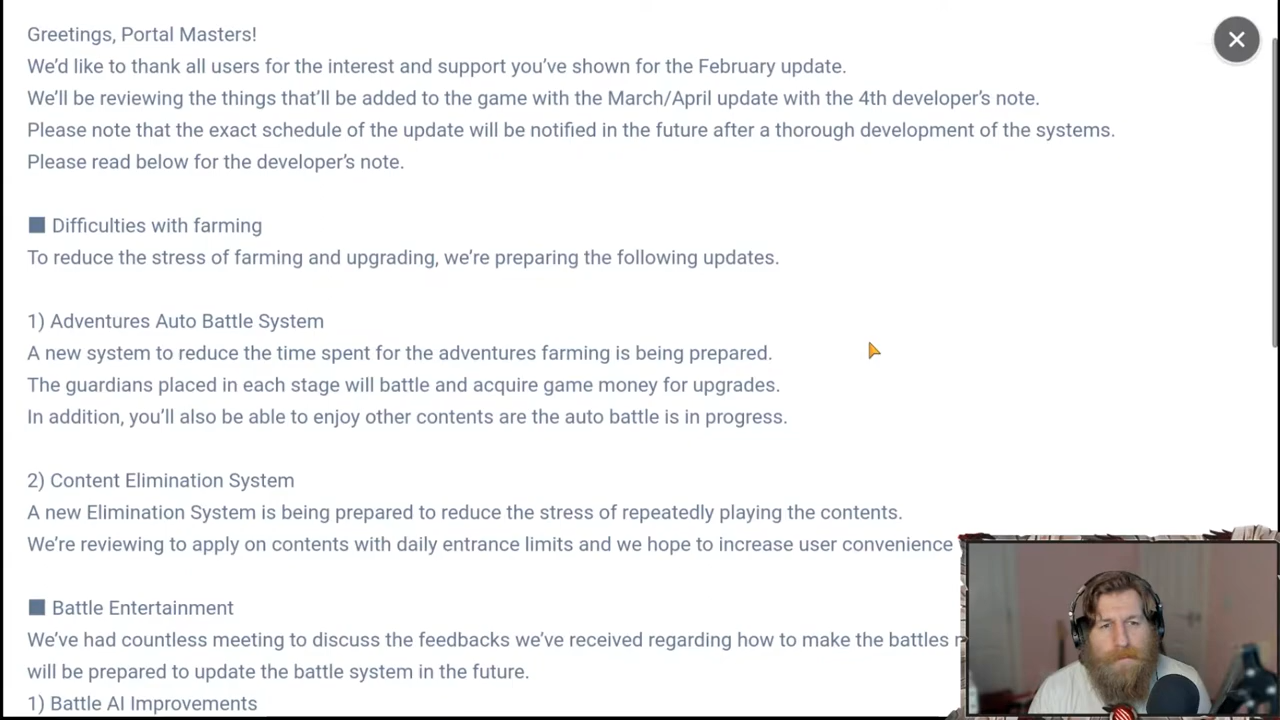 Greetings, Portal Masters!
We'd like to thank all users for the interest and support you've shown for the February update.
We'll be reviewing the things that'll be added to the game with the March/April update with the 4th developer's note.
Please note that the exact schedule of the update will be notified in the future after a thorough development of the systems.
Please read below for the developer's note.
■ Difficulties with farming
To reduce the stress of farming and upgrading, we're preparing the following updates.
1) Adventures Auto Battle System
A new system to reduce the time spent for the adventures farming is being prepared.
The guardians placed in each stage will battle and acquire game money for upgrades.
In addition, you'll also be able to enjoy other contents are the auto battle is in progress.
2) Content Elimination System
A new Elimination System is being prepared to reduce the stress of repeatedly playing the contents.
We're reviewing to apply on contents with daily entrance limits and we hope to increase user convenience
■ Battle Entertainment
We've had countless meeting to discuss the feedbacks we've received regarding how to make the battles
will be prepared to update the battle system in the future.
1) Battle AI Improvements